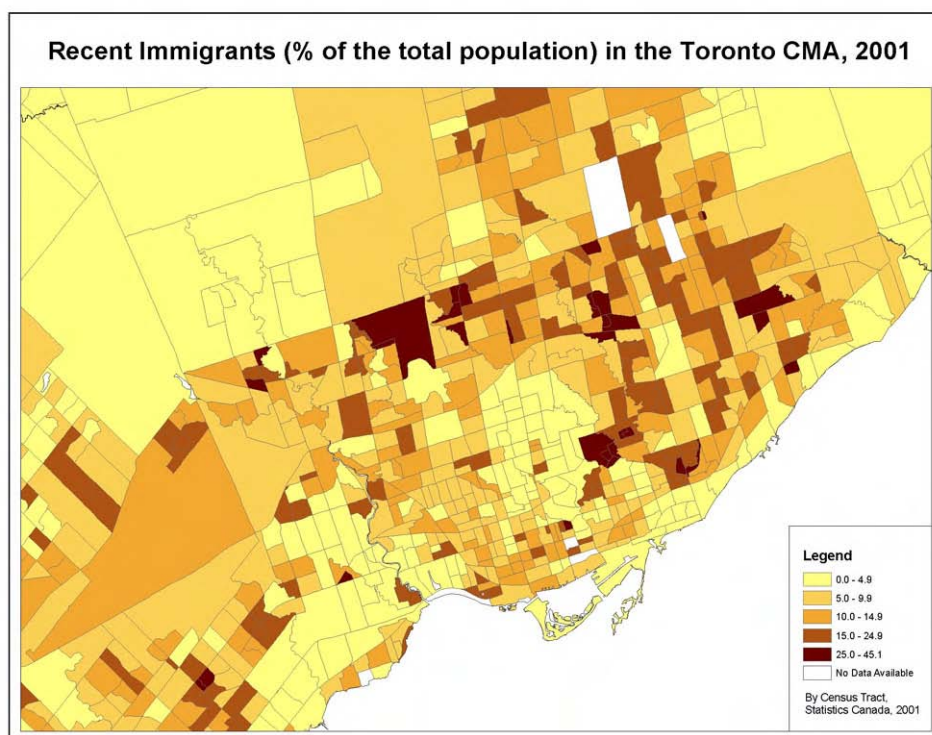 Recent Immigrants (% of the total population) in the Toronto CMA, 2001
Legend
0.0 - 4.9
5.0 - 9.9
10.0 - 14.9
15.0 - 24.9
25.0 - 45.1
No Data Available
By Census Tract,
Statistics Canada, 2001